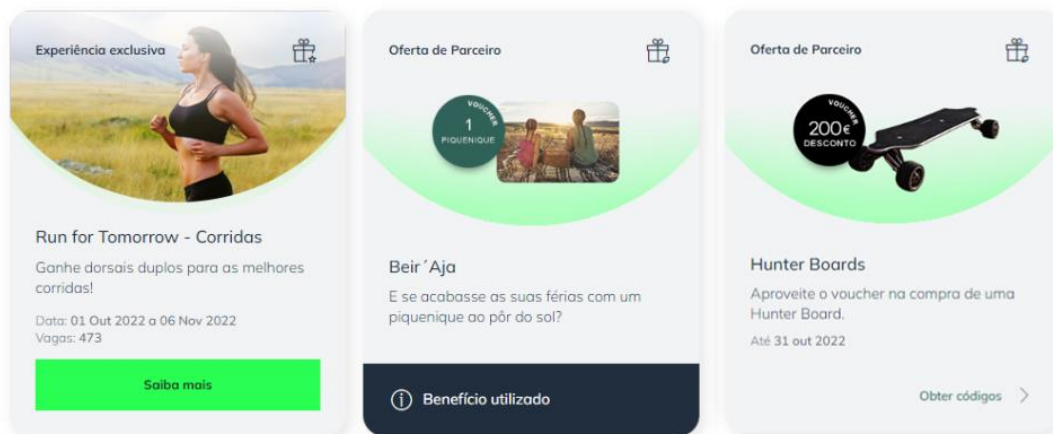 Experiência exclusiva
Run for Tomorrow - Corridas
Ganhe dorsais duplos para as melhores
corridas!
Data: 01 Out 2022 a 06 Nov 2022
Vagas: 473
Saiba mais
Oferta de Parceiro
VOUCHER
1
PIQUENIQUE
Beir´Aja
E se acabasse as suas férias com um
piquenique ao pôr do sol?
Benefício utilizado
Oferta de Parceiro
VOUCHER
200€
DESCONTO
Hunter Boards
Aproveite o voucher na compra de uma
Hunter Board.
Até 31 out 2022
Obter códigos